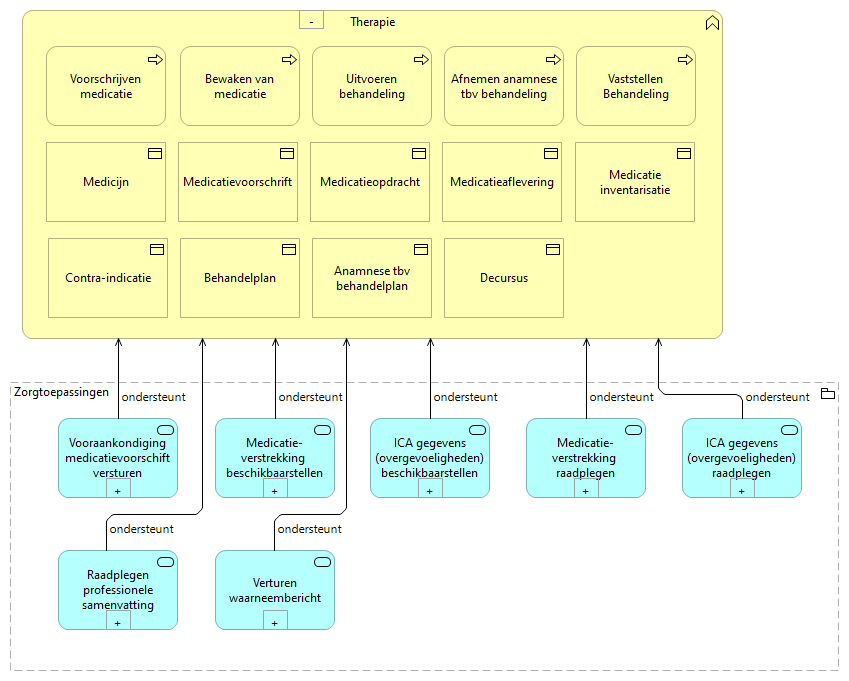 -
Therapie
Voorschrijven
medicatie
Bewaken van
medicatie
Uitvoeren
behandeling
Afnemen anamnese
tbv behandeling
Vaststellen
Behandeling
Medicijn
Medicatievoorschrift
Medicatieopdracht
Medicatieaflevering
Medicatie
inventarisatie
Contra-indicatie
Behandelplan
Anamnese tbv
behandelplan
Decursus
Zorgtoepassingen
ondersteunt
ondersteunt
ondersteunt
ondersteunt
ondersteunt
Vooraankondiging
medicatievoorschift
versturen
+
Medicatie-
verstrekking
beschikbaarstellen
+
ICA gegevens
(overgevoeligheden)
beschikbaarstellen
+
Medicatie-
verstrekking
raadplegen
+
ICA gegevens
(overgevoeligheden)
raadplegen
+
ondersteunt
ondersteunt
Raadplegen
professionele
samenvatting
+
Verturen
waarneembericht
+